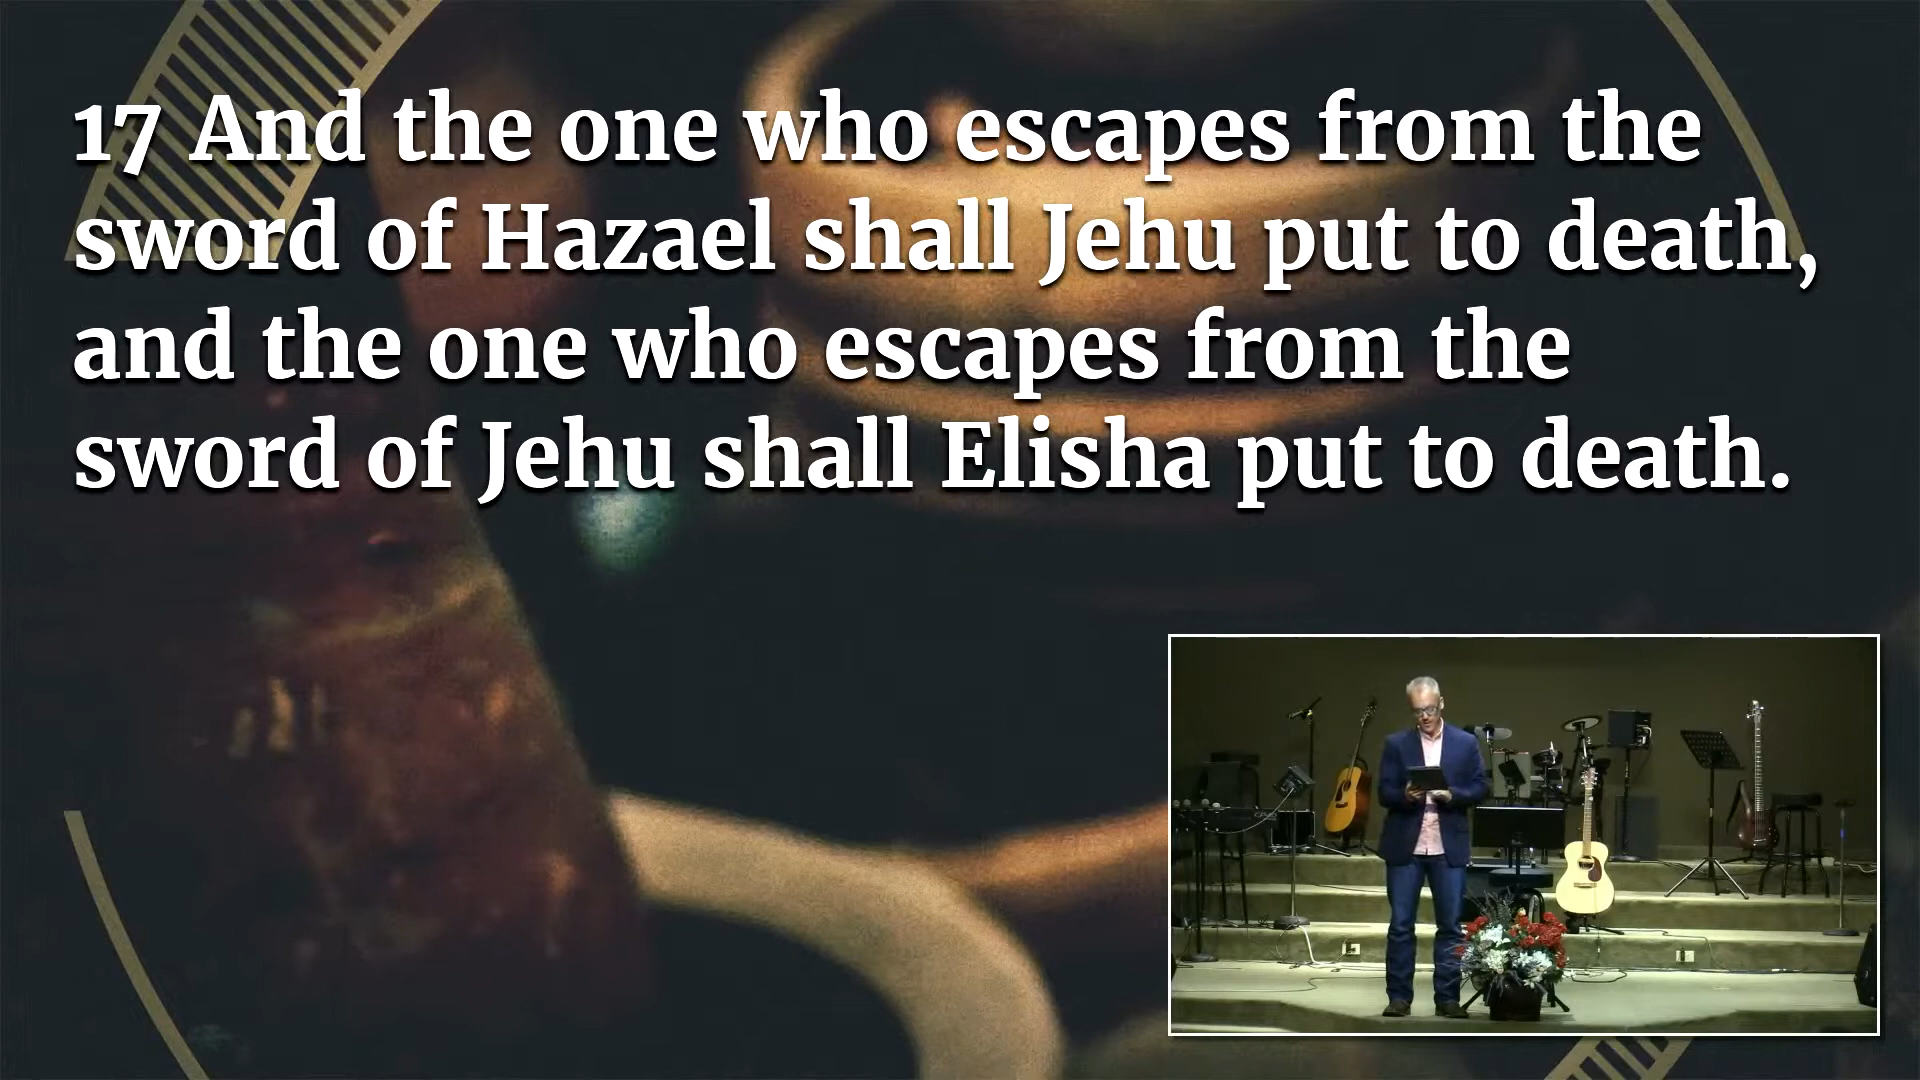 17 And the one who escapes from the
sword of Hazael shall Jehu put to death,
and the one who escapes from the
sword of Jehu shall Elisha put to death.